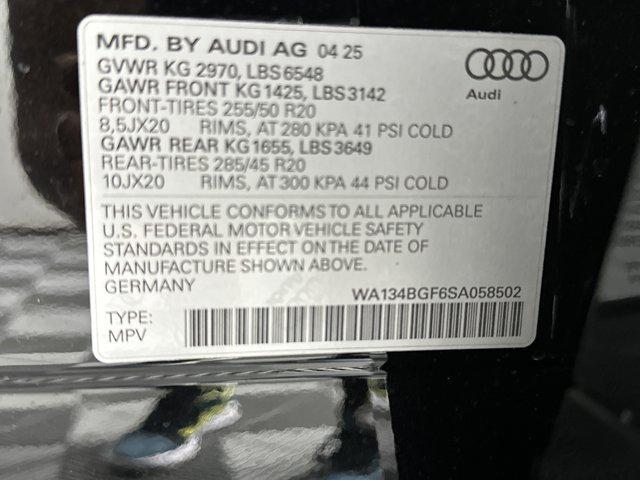 MFD. BY AUDI AG 04 25
GVWR KG 2970, LBS 6548
GAWR FRONT KG 1425, LBS 3142
FRONT-TIRES 255/50 R20
8,5JX20 RIMS, AT 280 KPA 41 PSI COLD
GAWR REAR KG 1655, LBS 3649
REAR-TIRES 285/45 R20
10JX20 RIMS, AT 300 KPA 44 PSI COLD
Audi
THIS VEHICLE CONFORMS TO ALL APPLICABLE
U.S. FEDERAL MOTOR VEHICLE SAFETY
STANDARDS IN EFFECT ON THE DATE OF
MANUFACTURE SHOWN ABOVE.
GERMANY
WA134BGF6SA058502
TYPE:
MPV